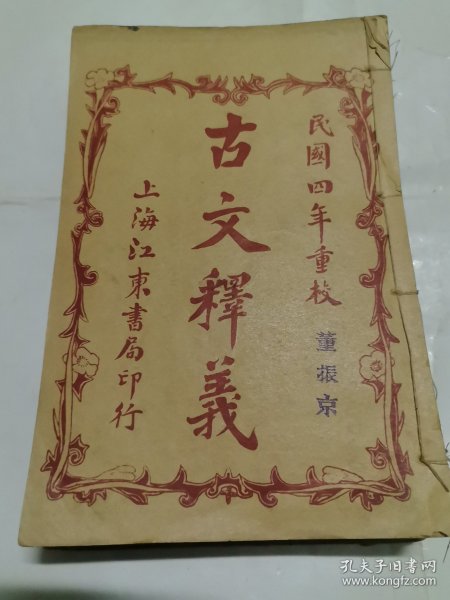 民國四年重校
董振京
古文釋義
上海江東書局印行
孔夫子旧书网
www.kongfz.com